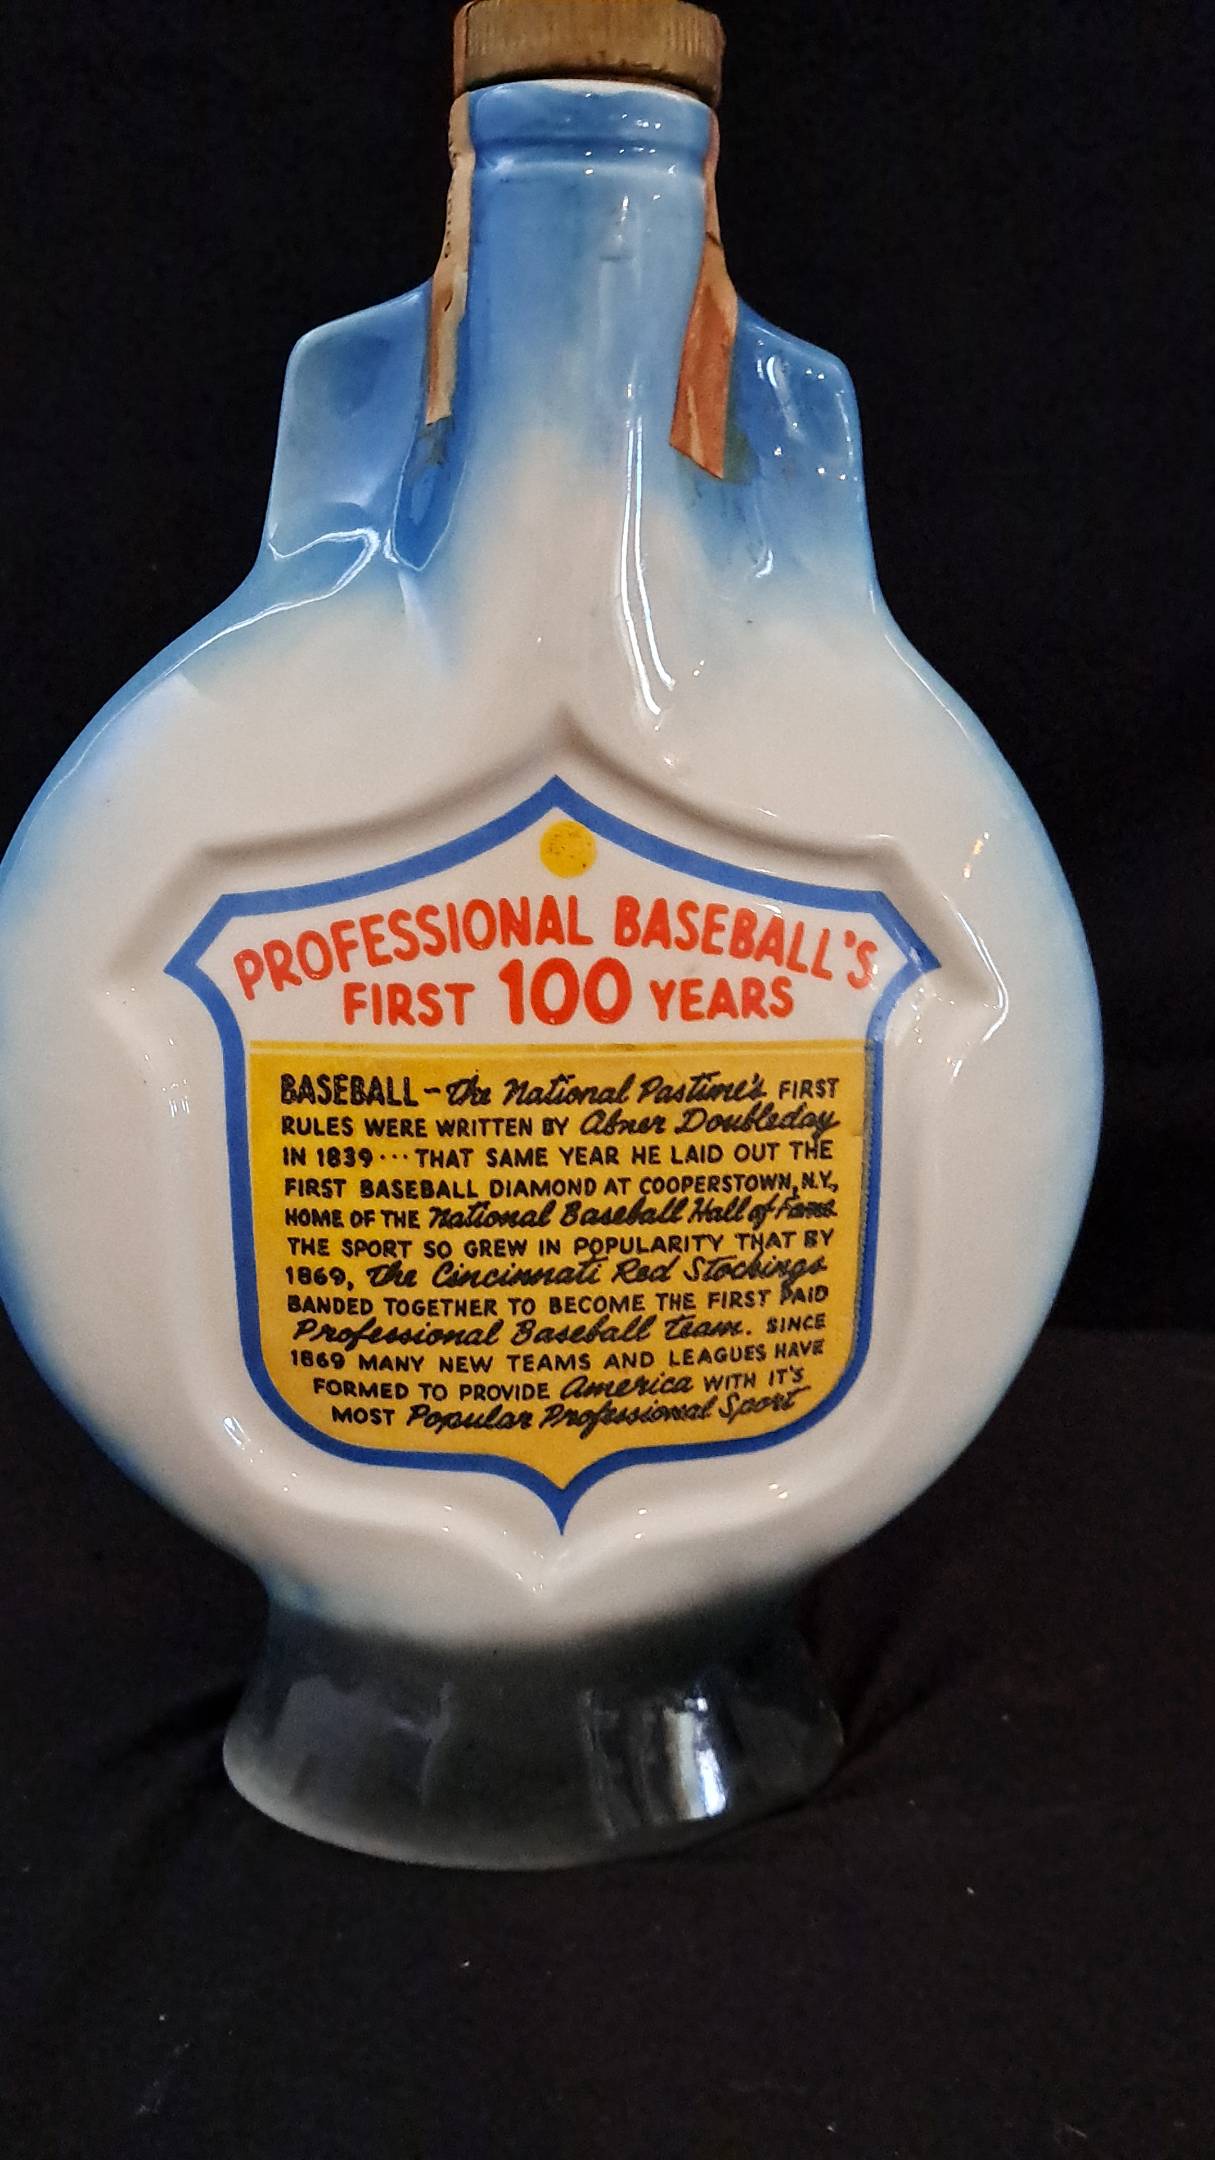 PROFESSIONAL BASEBALL'S
FIRST 100 YEARS
BASEBALL - The National Pastime's FIRST
RULES WERE WRITTEN BY Abner Doubleday
IN 1839 ··· THAT SAME YEAR HE LAID OUT THE
FIRST BASEBALL DIAMOND AT COOPERSTOWN, N.Y.,
HOME OF THE National Baseball Hall of Fame.
THE SPORT SO GREW IN POPULARITY THAT BY
1869, The Cincinnati Red Stockings
BANDED TOGETHER TO BECOME THE FIRST PAID
Professional Baseball team. SINCE
1869 MANY NEW TEAMS AND LEAGUES HAVE
FORMED TO PROVIDE America WITH IT'S
MOST Popular Professional Sport